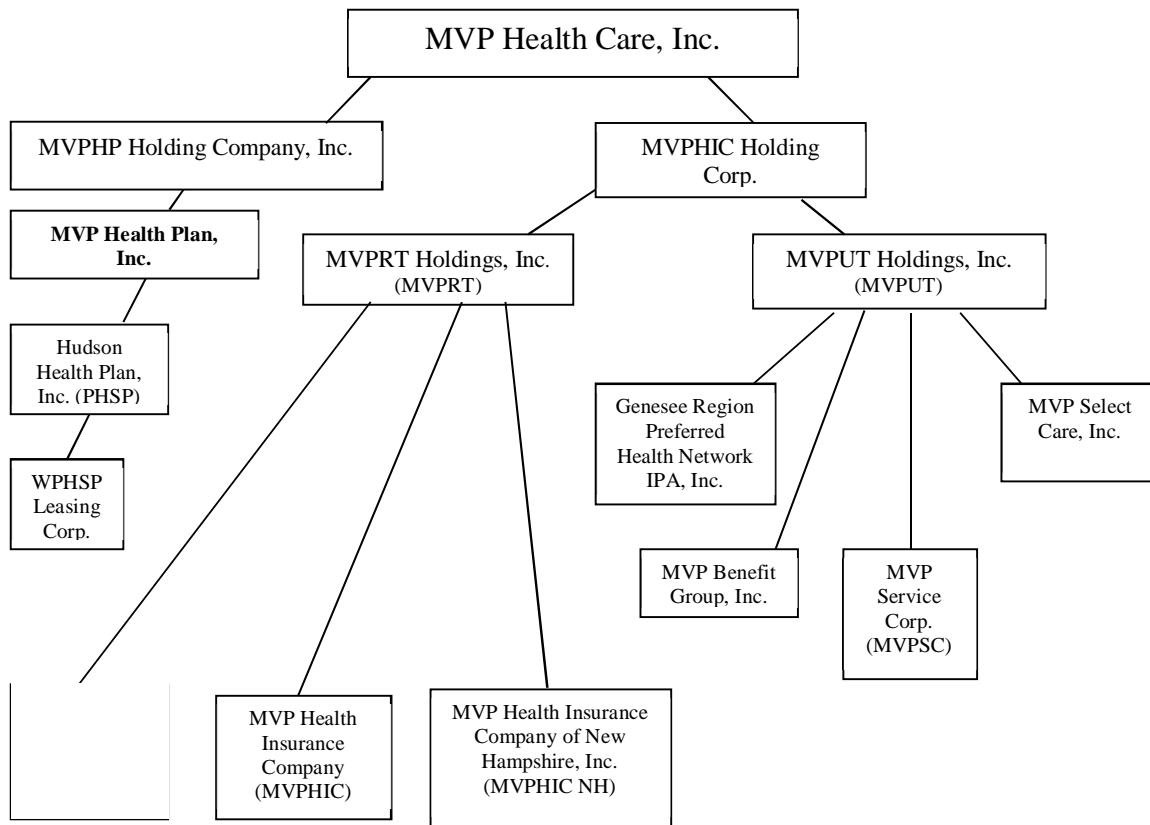 MVP Health Care, Inc.
MVPHP Holding Company, Inc.
MVPHIC Holding
Corp.
MVP Health Plan,
Inc.
MVPRT Holdings, Inc.
(MVPRT)
MVPUT Holdings, Inc.
(MVPUT)
Hudson
Health Plan,
Inc. (PHSP)
Genesee Region
Preferred
Health Network
IPA, Inc.
MVP Select
Care, Inc.
WPHSP
Leasing
Corp.
MVP Benefit
Group, Inc.
MVP
Service
Corp.
(MVPSC)
MVP Health
Insurance
Company
(MVPHIC)
MVP Health Insurance
Company of New
Hampshire, Inc.
(MVPHIC NH)